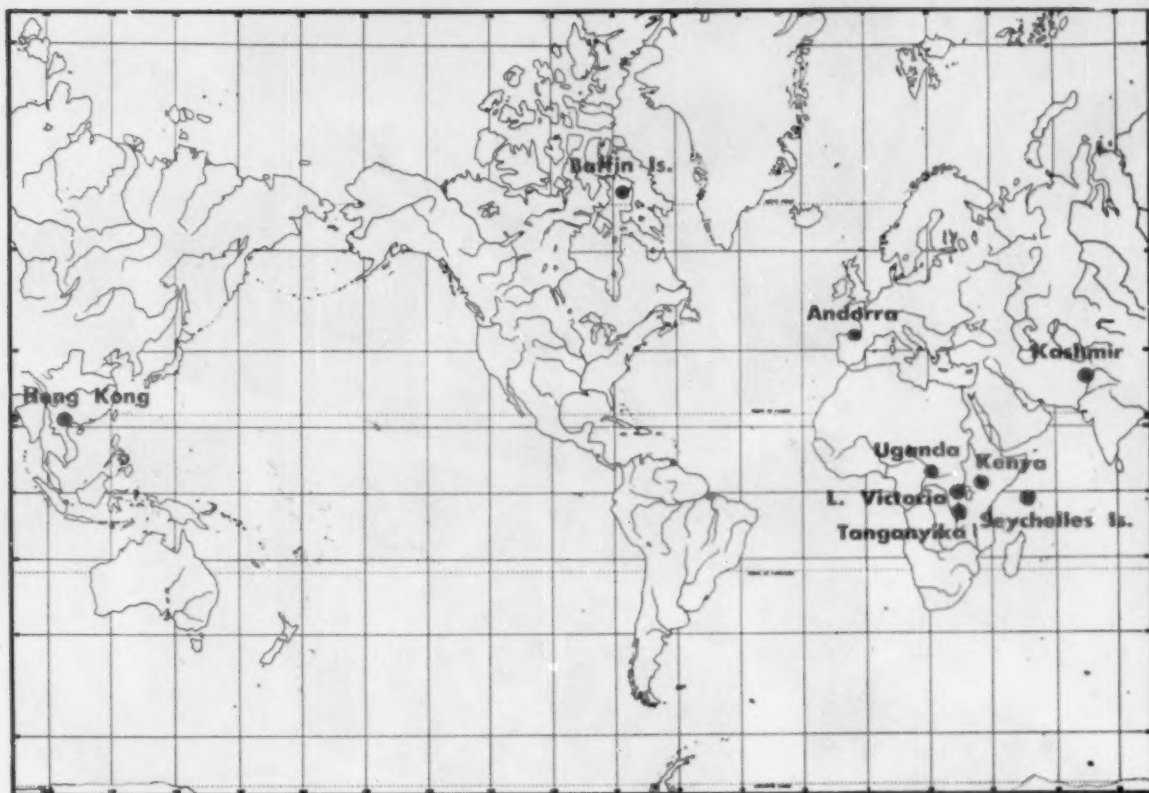 Baffin Is.
Andorra
Kashmir
Hong Kong
Uganda
Kenya
L. Victoria
Seychelles Is.
Tanganyika